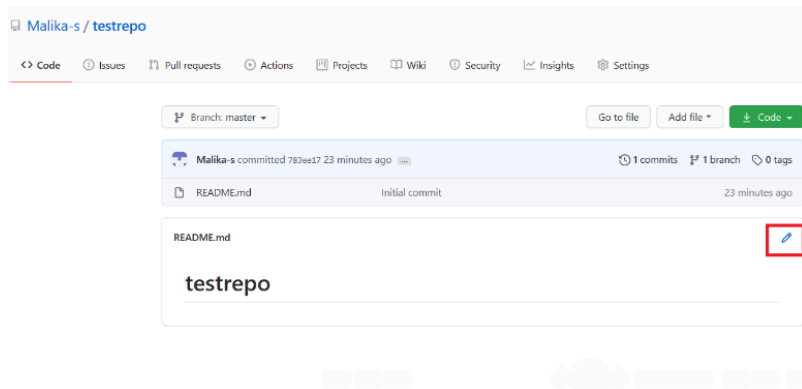 Malika-s / testrepo
Code Issues Pull requests Actions Projects Wiki Security Insights Settings
Branch: master Go to file Add file Code
Malika-s committed 783ee17 23 minutes ago ... 1 commits 1 branch 0 tags
README.md Initial commit 23 minutes ago
README.md
testrepo